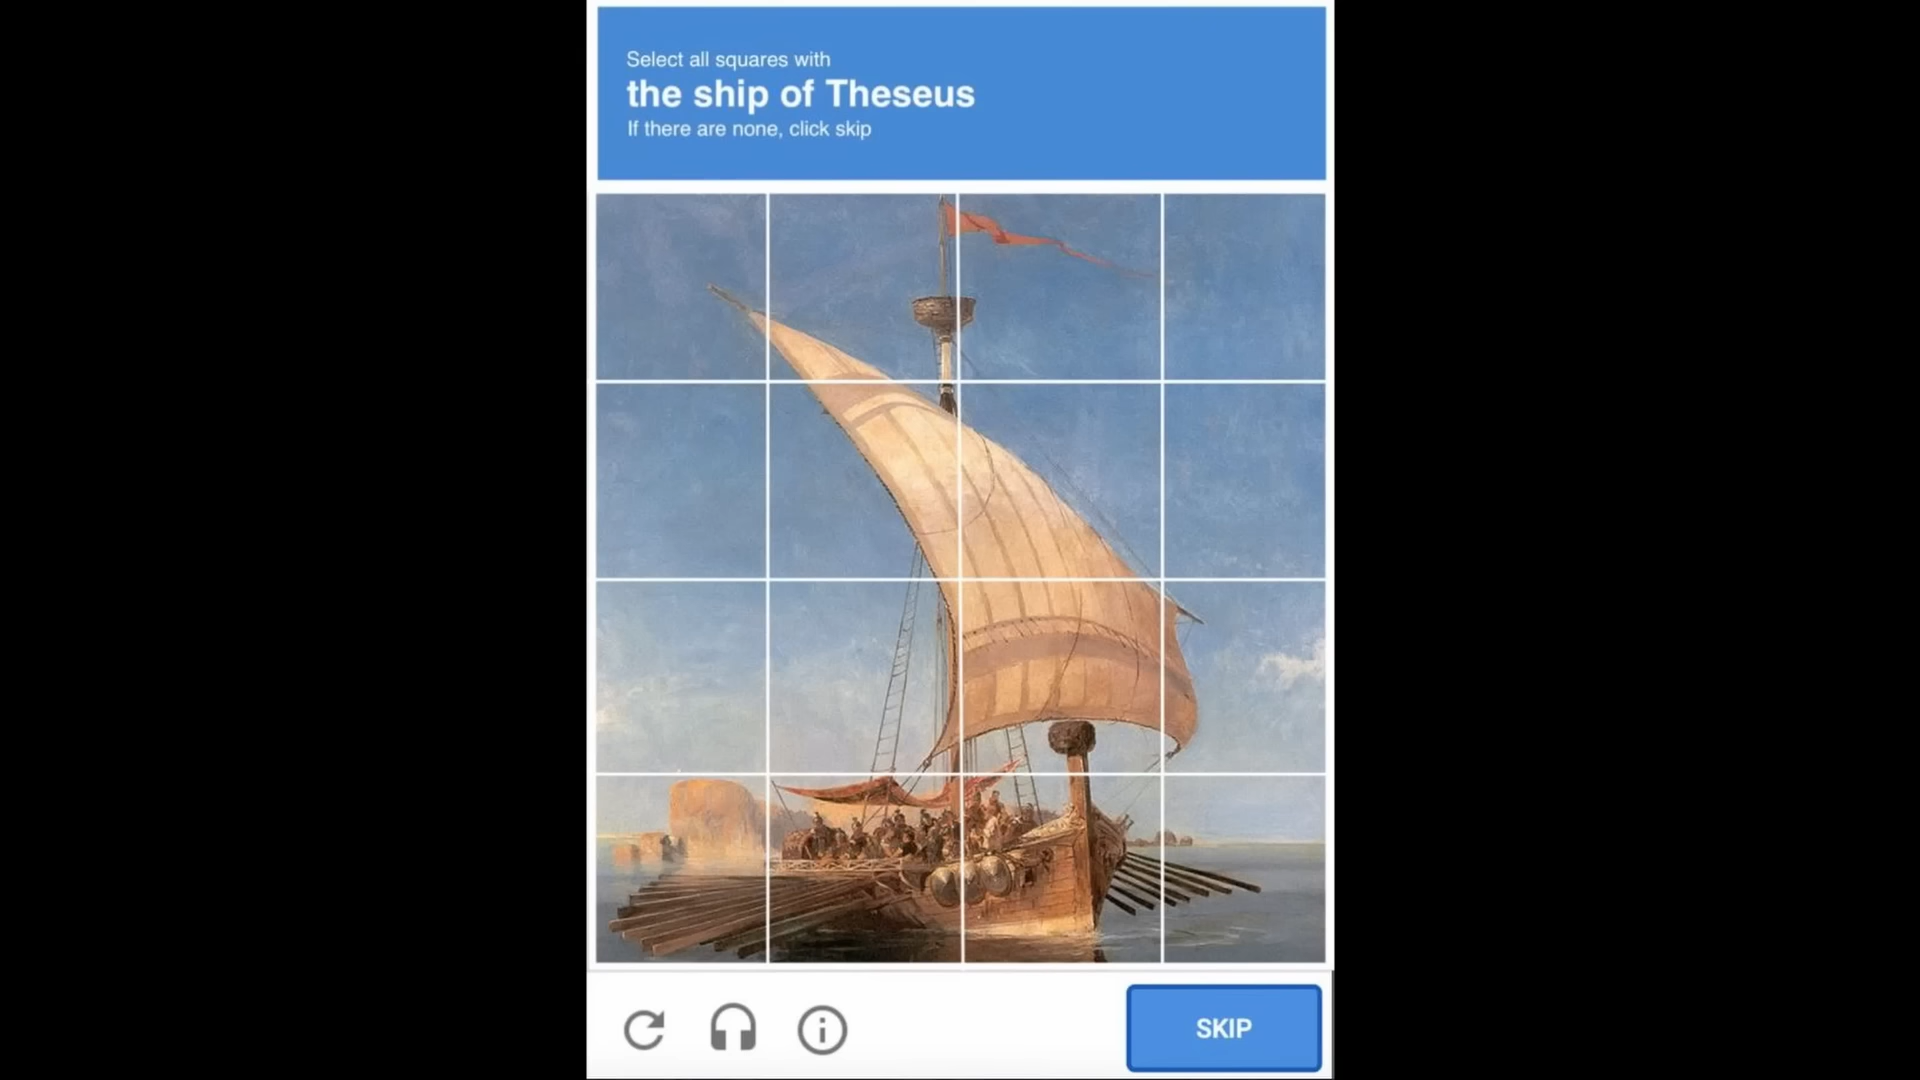 Select all squares with
the ship of Theseus
If there are none, click skip
SKIP